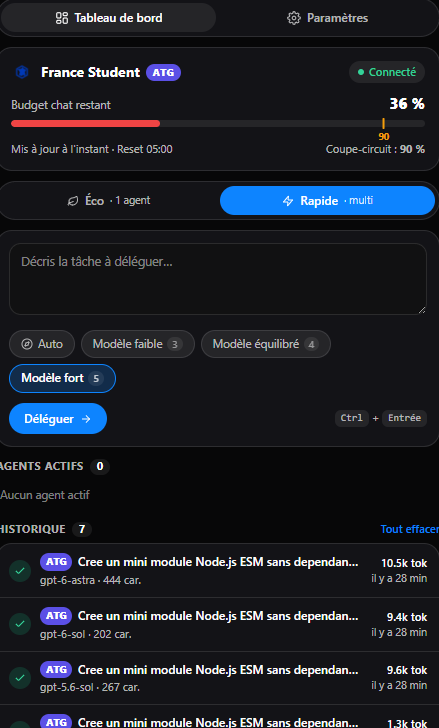 Tableau de bord
Paramètres
France Student ATG
Connecté
Budget chat restant
36 %
90
Mis à jour à l'instant · Reset 05:00
Coupe-circuit : 90 %
Éco · 1 agent
Rapide · multi
Décris la tâche à déléguer...
Auto
Modèle faible 3
Modèle équilibré 4
Modèle fort 5
Déléguer →
Ctrl + Entrée
AGENTS ACTIFS 0
Aucun agent actif
HISTORIQUE 7
Tout effacer
ATG Cree un mini module Node.js ESM sans dependan...
10.5k tok
gpt-6-astra · 444 car.
il y a 28 min
ATG Cree un mini module Node.js ESM sans dependan...
9.4k tok
gpt-6-sol · 202 car.
il y a 28 min
ATG Cree un mini module Node.js ESM sans dependan...
9.6k tok
gpt-5.6-sol · 267 car.
il y a 28 min
ATG Cree un mini module Node.js ESM sans dependan...
1.3k tok